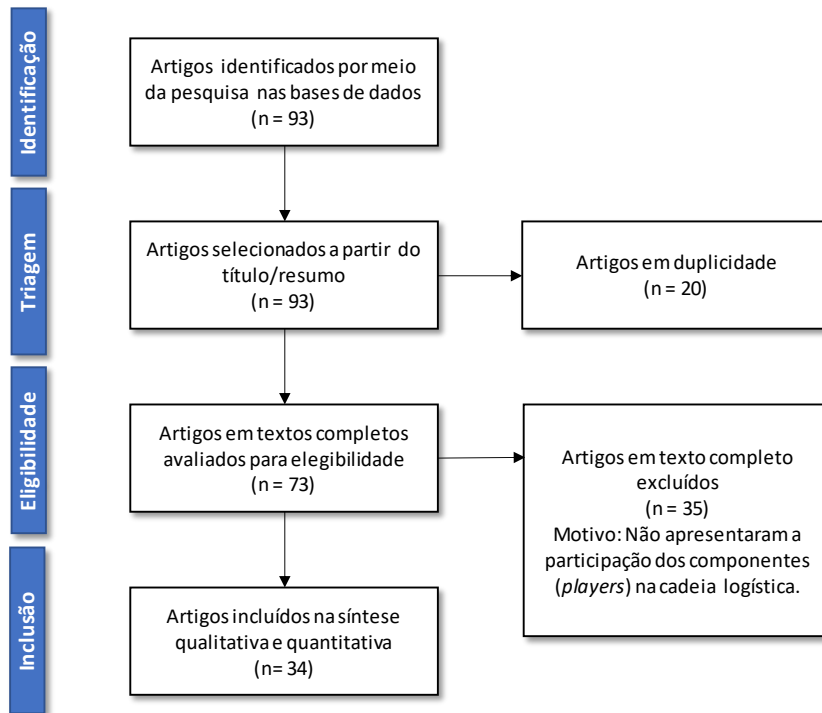 Identificação
Artigos identificados por meio
da pesquisa nas bases de dados
(n = 93)
Triagem
Artigos selecionados a partir do
título/resumo
(n = 93)
Artigos em duplicidade
(n = 20)
Eligibilidade
Artigos em textos completos
avaliados para elegibilidade
(n = 73)
Artigos em texto completo
excluídos
(n = 35)
Motivo: Não apresentaram a
participação dos componentes
(players) na cadeia logística.
Inclusão
Artigos incluídos na síntese
qualitativa e quantitativa
(n= 34)